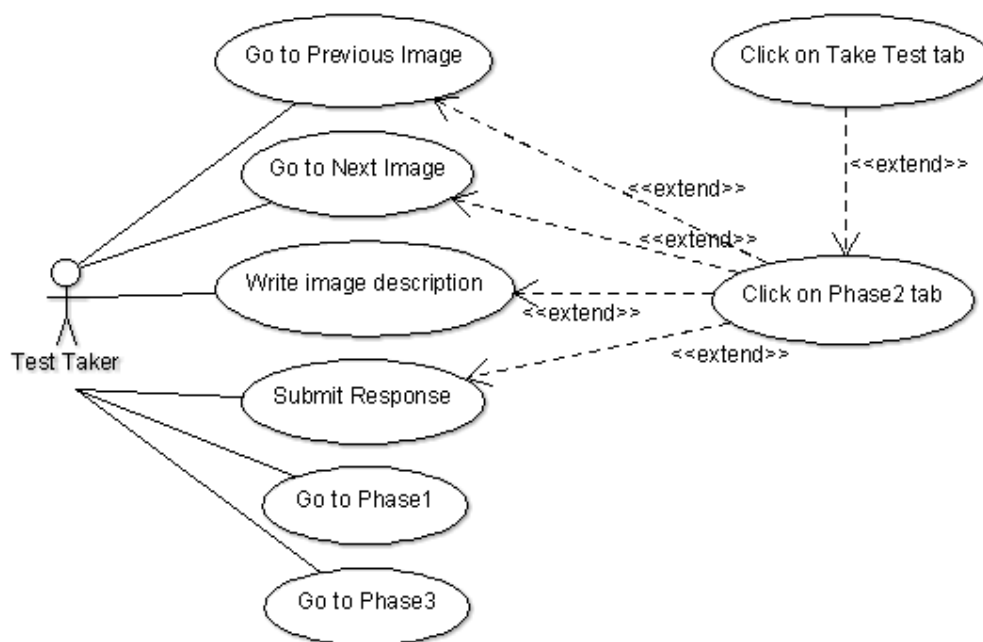 Go to Previous Image
Click on Take Test tab
Go to Next Image
<<extend>>
<<extend>>
<<extend>>
Write image description
Click on Phase2 tab
<<extend>>
<<extend>>
Test Taker
Submit Response
Go to Phase1
Go to Phase3